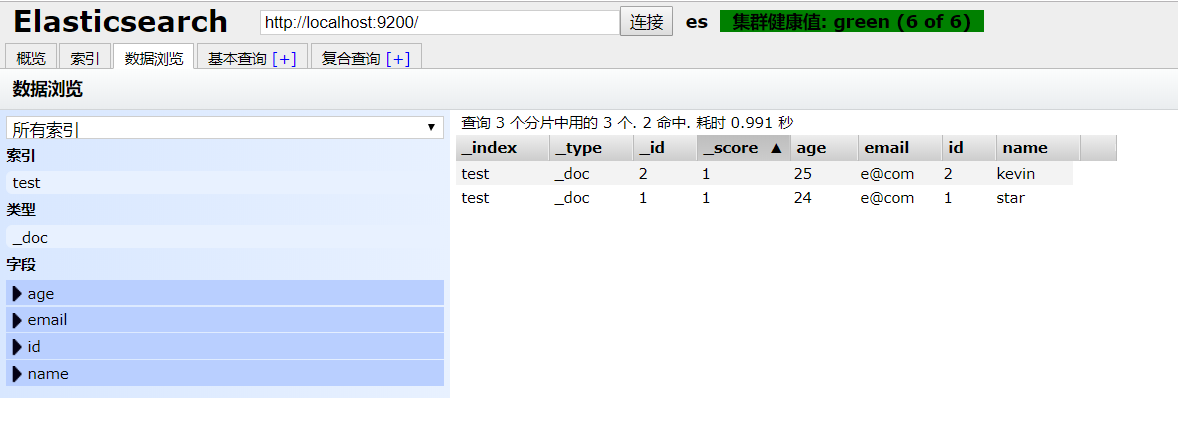 Elasticsearch http://localhost:9200/ 连接 es 集群健康值: green (6 of 6)
概览 索引 数据浏览 基本查询 [+] 复合查询 [+]
数据浏览
所有索引
索引
test
类型
_doc
字段
age
email
id
name
查询 3 个分片中用的 3 个. 2 命中. 耗时 0.991 秒
_index _type _id _score ▲ age email id name
test _doc 2 1 25 e@com 2 kevin
test _doc 1 1 24 e@com 1 star